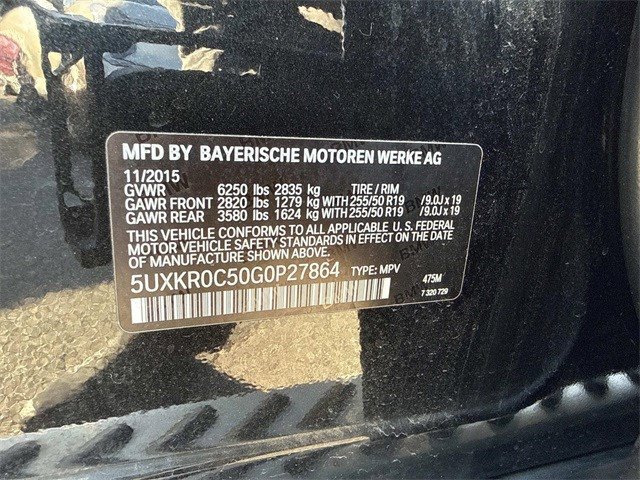 MFD BY BAYERISCHE MOTOREN WERKE AG
11/2015
GVWR 6250 lbs 2835 kg TIRE / RIM
GAWR FRONT 2820 lbs 1279 kg WITH 255/50 R19 /9.0J x 19
GAWR REAR 3580 lbs 1624 kg WITH 255/50 R19 /9.0J x 19
THIS VEHICLE CONFORMS TO ALL APPLICABLE U.S. FEDERAL
MOTOR VEHICLE SAFETY STANDARDS IN EFFECT ON THE DATE
OF MANUFACTURE SHOWN ABOVE.
5UXKR0C50G0P27864 TYPE: MPV 475M
7 320 729